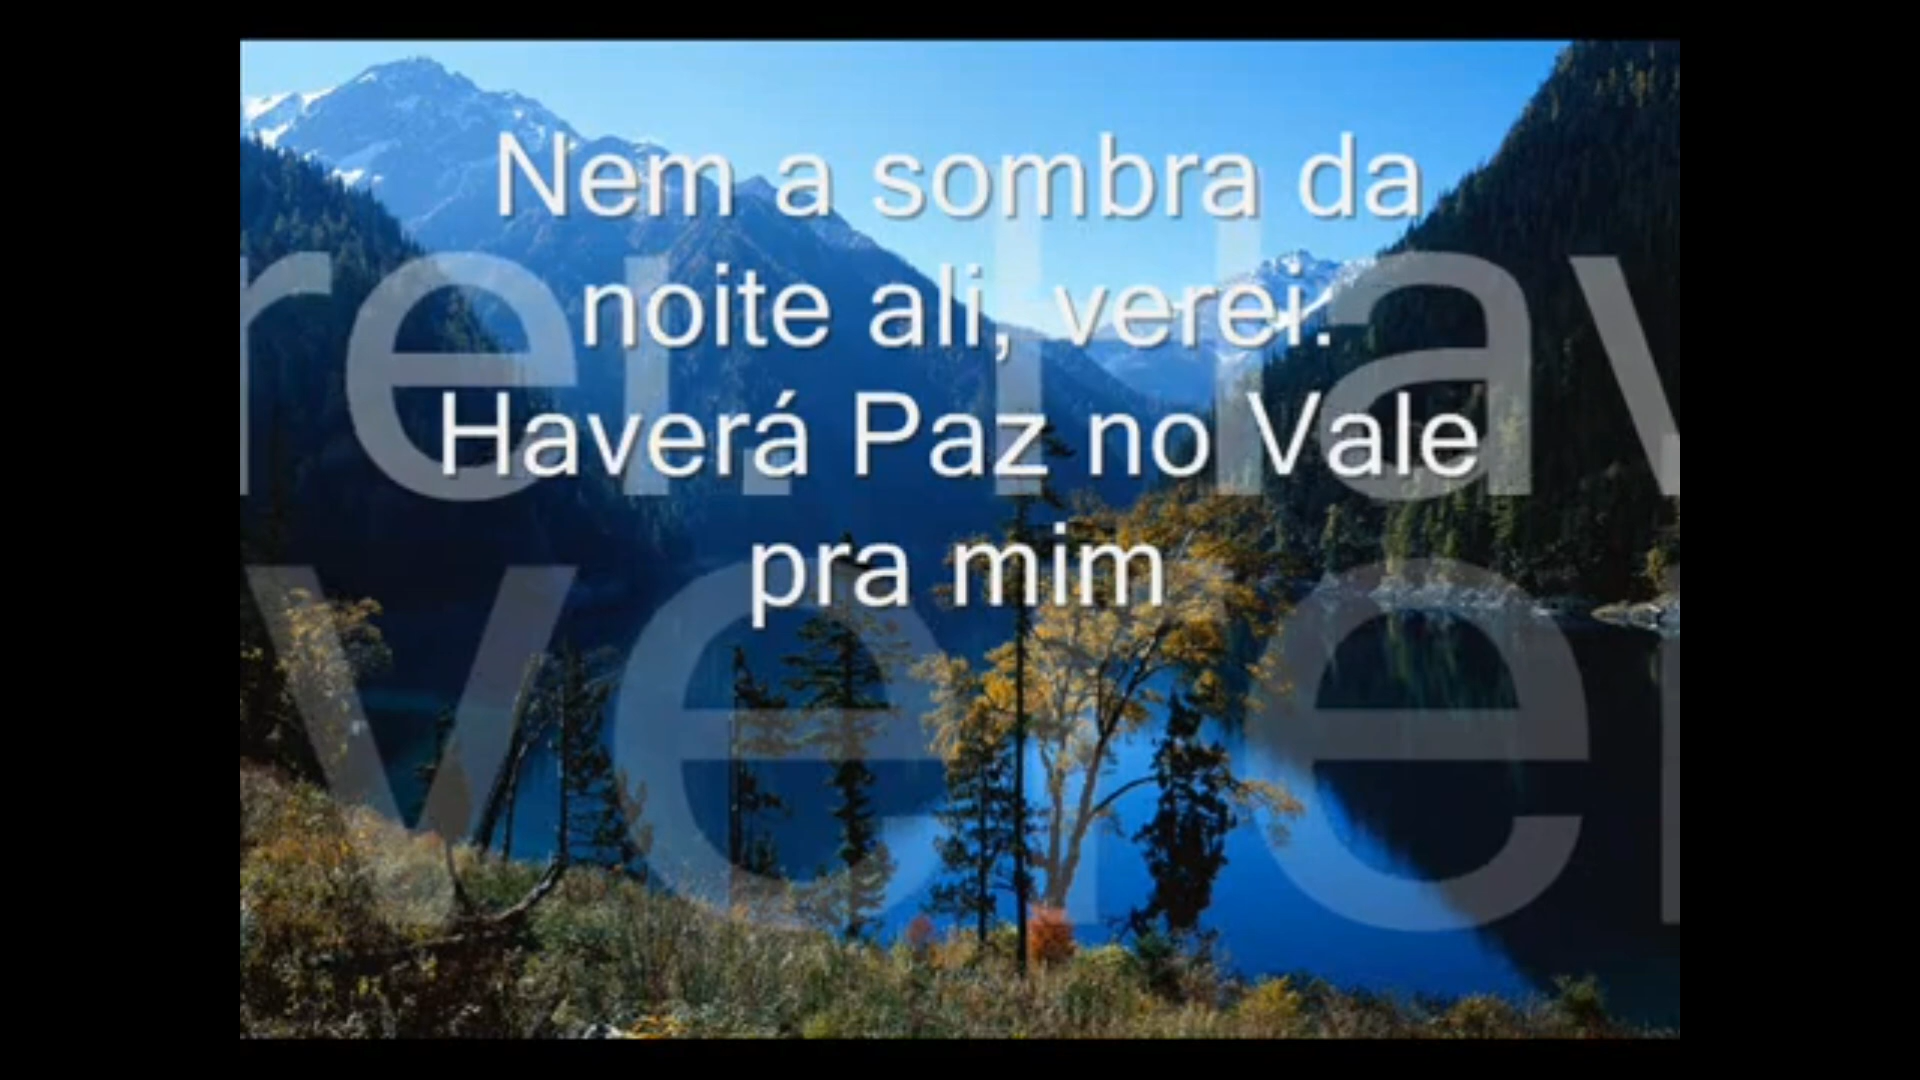 Nem a sombra da
noite ali, verei.
Haverá Paz no Vale
pra mim